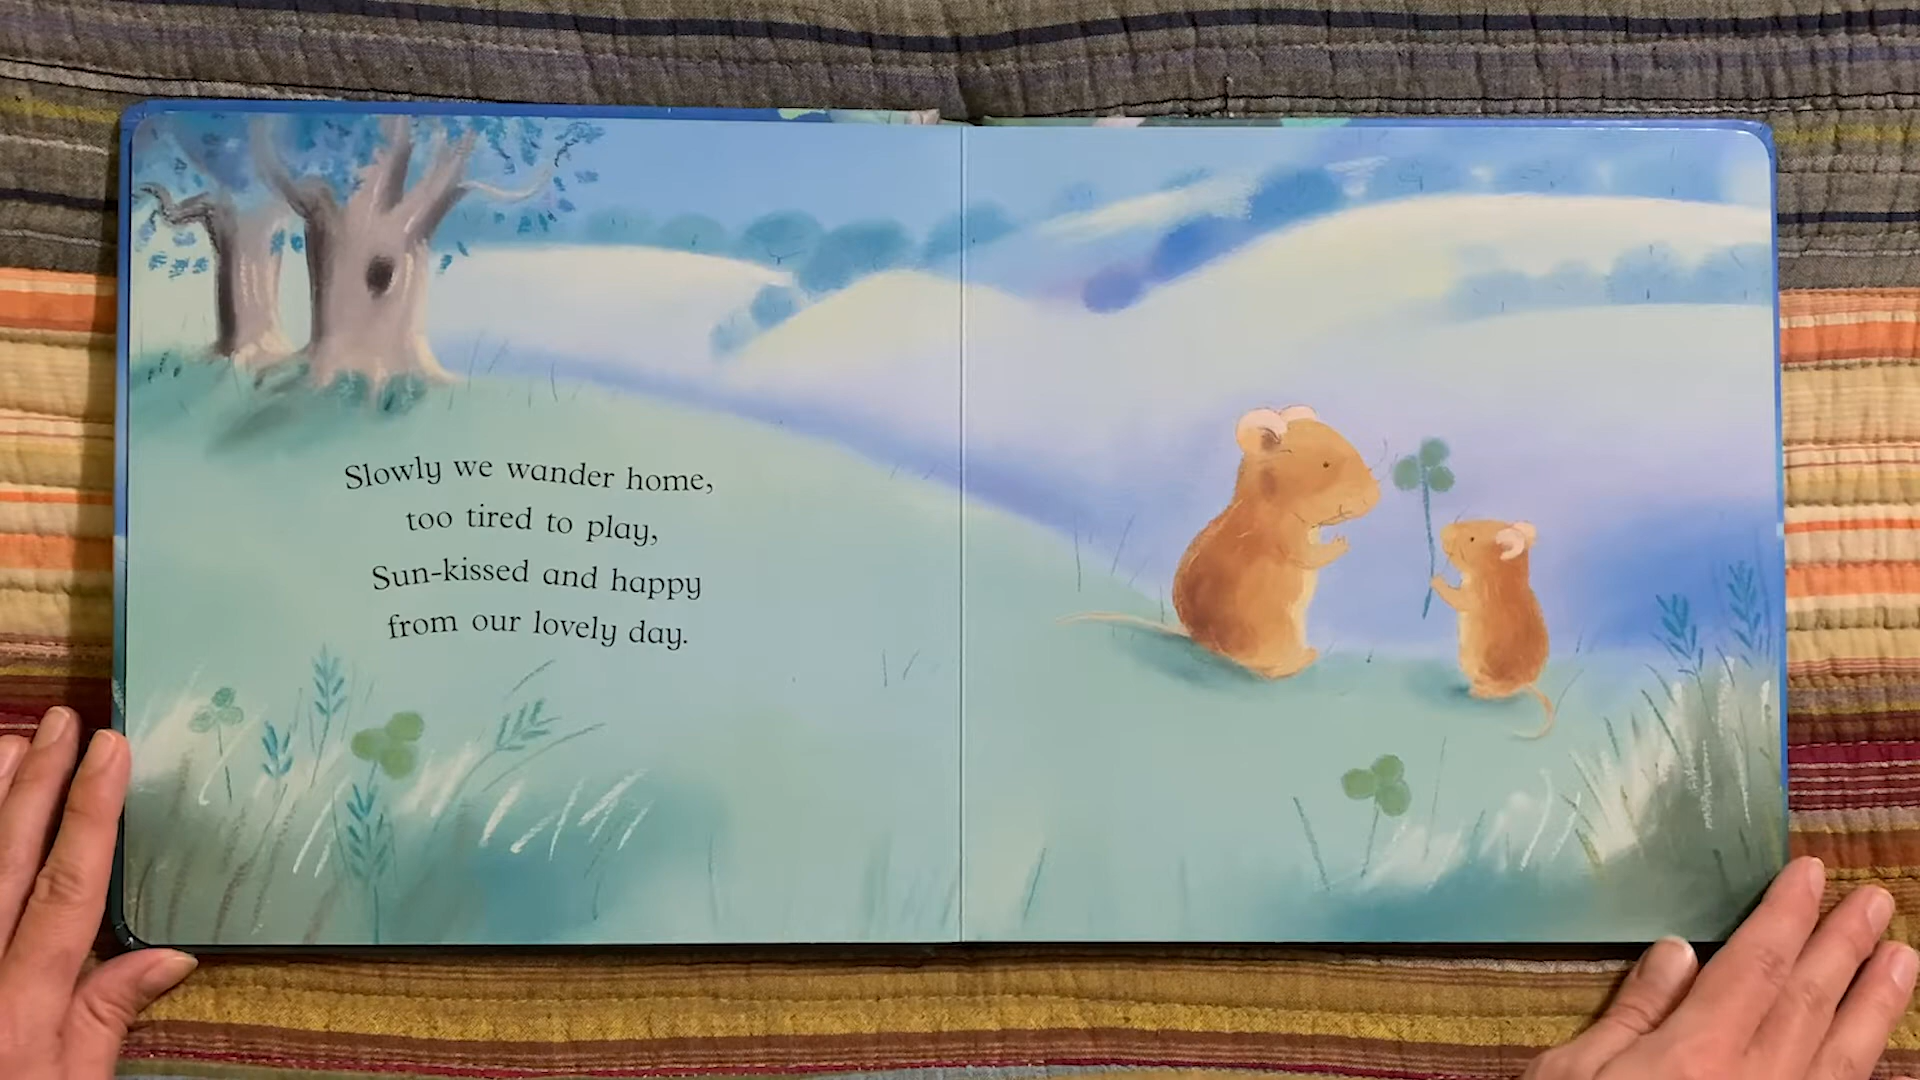 Slowly we wander home,
too tired to play,
Sun-kissed and happy
from our lovely day.